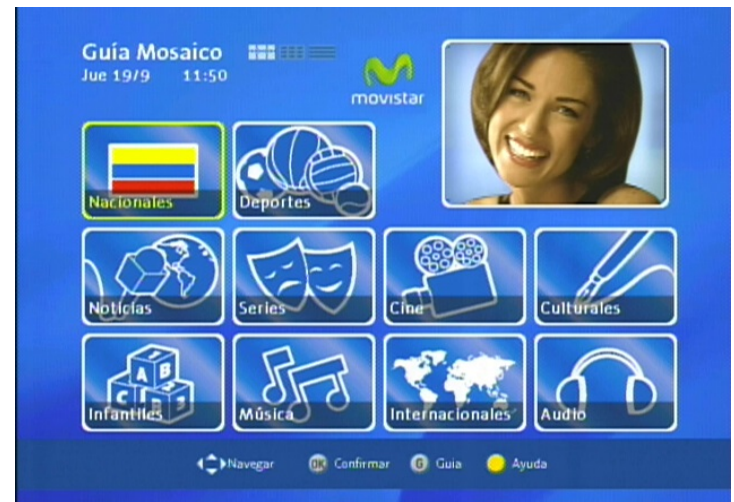 Guía Mosaico
Jue 19/9 11:50
movistar
Nacionales Deportes
Noticias Series Cine Culturales
A B
C
Infantiles Música Internacionales Audio
Navegar OK Confirmar G Guia Ayuda